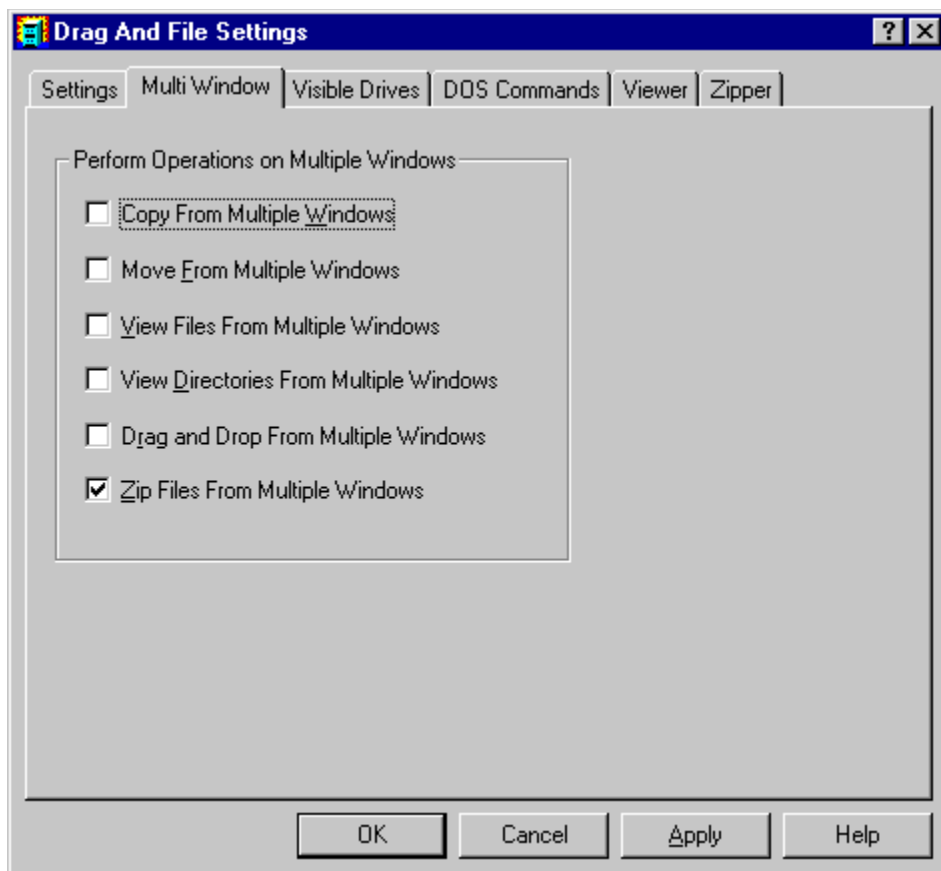 Drag And File Settings
Settings Multi Window Visible Drives DOS Commands Viewer Zipper
Perform Operations on Multiple Windows
Copy From Multiple Windows
Move From Multiple Windows
View Files From Multiple Windows
View Directories From Multiple Windows
Drag and Drop From Multiple Windows
Zip Files From Multiple Windows
OK Cancel Apply Help